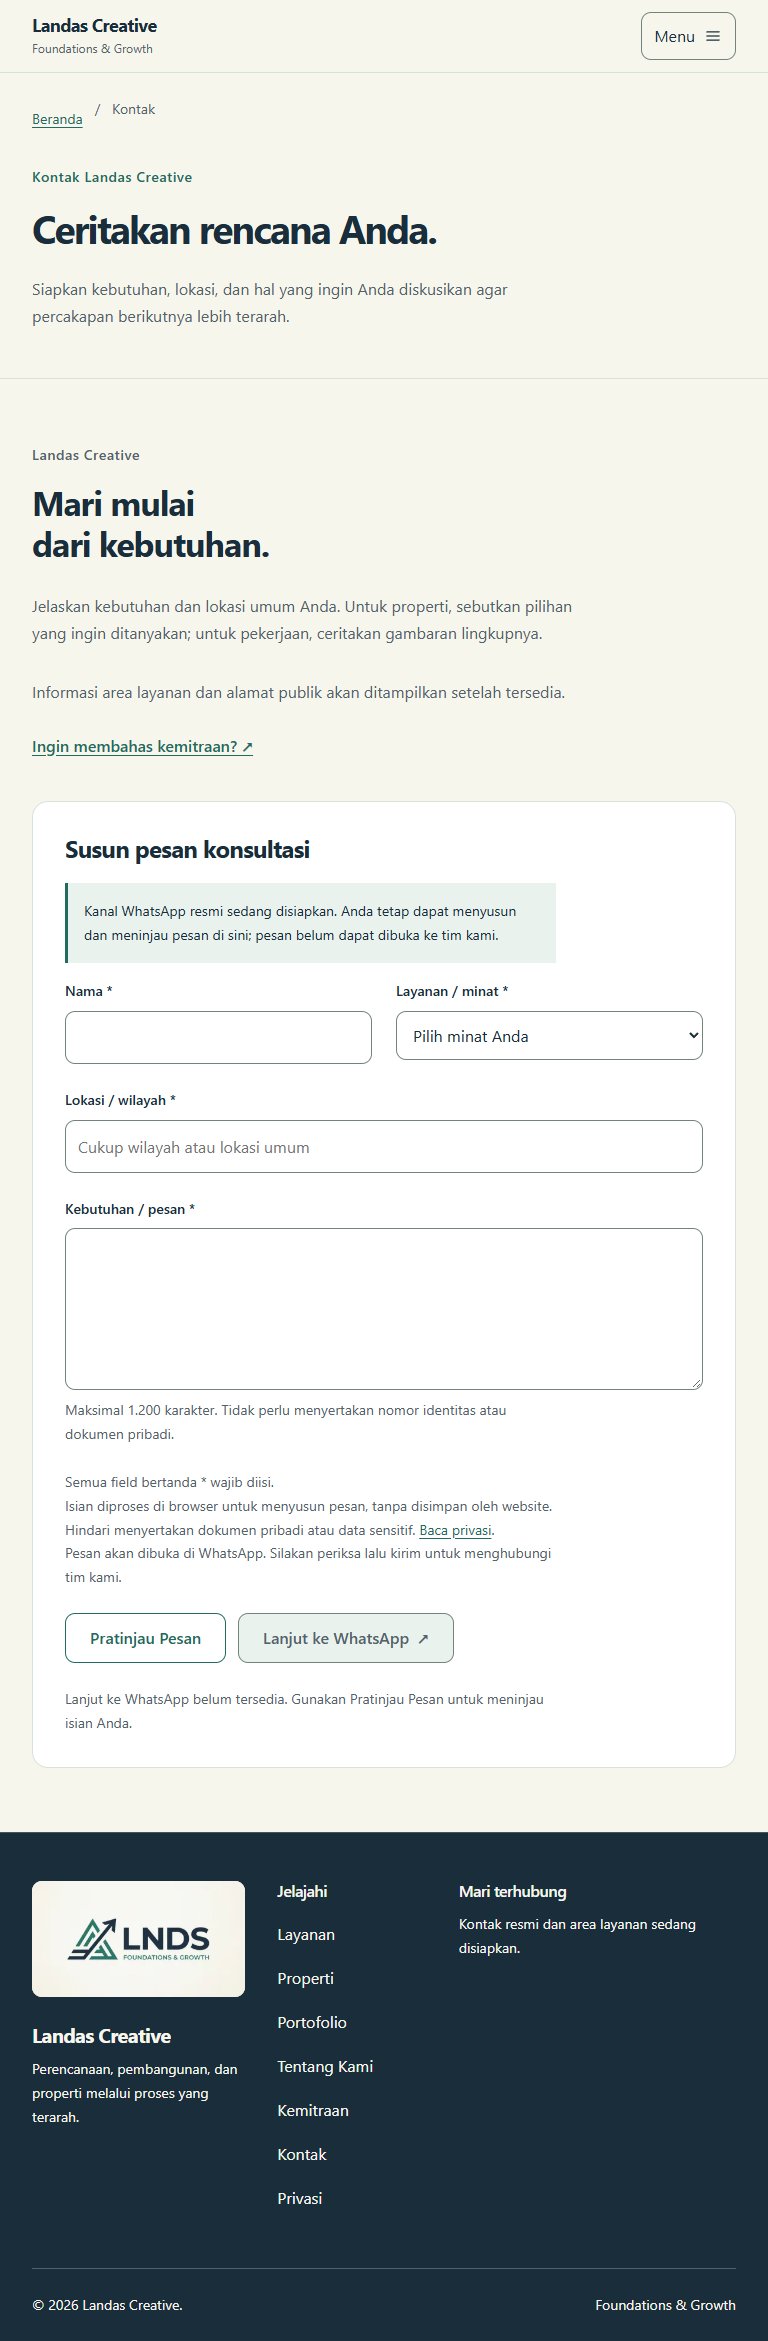 Landas Creative
Foundations & Growth
Menu
Beranda / Kontak
Kontak Landas Creative
Ceritakan rencana Anda.
Siapkan kebutuhan, lokasi, dan hal yang ingin Anda diskusikan agar
percakapan berikutnya lebih terarah.
Landas Creative
Mari mulai
dari kebutuhan.
Jelaskan kebutuhan dan lokasi umum Anda. Untuk properti, sebutkan pilihan
yang ingin ditanyakan; untuk pekerjaan, ceritakan gambaran lingkupnya.
Informasi area layanan dan alamat publik akan ditampilkan setelah tersedia.
Ingin membahas kemitraan? ↗
Susun pesan konsultasi
Kanal WhatsApp resmi sedang disiapkan. Anda tetap dapat menyusun
dan meninjau pesan di sini; pesan belum dapat dibuka ke tim kami.
Nama *
Layanan / minat *
Pilih minat Anda
Lokasi / wilayah *
Cukup wilayah atau lokasi umum
Kebutuhan / pesan *
Maksimal 1.200 karakter. Tidak perlu menyertakan nomor identitas atau
dokumen pribadi.
Semua field bertanda * wajib diisi.
Isian diproses di browser untuk menyusun pesan, tanpa disimpan oleh website.
Hindari menyertakan dokumen pribadi atau data sensitif. Baca privasi.
Pesan akan dibuka di WhatsApp. Silakan periksa lalu kirim untuk menghubungi
tim kami.
Pratinjau Pesan
Lanjut ke WhatsApp ↗
Lanjut ke WhatsApp belum tersedia. Gunakan Pratinjau Pesan untuk meninjau
isian Anda.
LNDS
FOUNDATIONS & GROWTH
Landas Creative
Perencanaan, pembangunan, dan
properti melalui proses yang
terarah.
Jelajahi
Layanan
Properti
Portofolio
Tentang Kami
Kemitraan
Kontak
Privasi
Mari terhubung
Kontak resmi dan area layanan sedang
disiapkan.
© 2026 Landas Creative.
Foundations & Growth